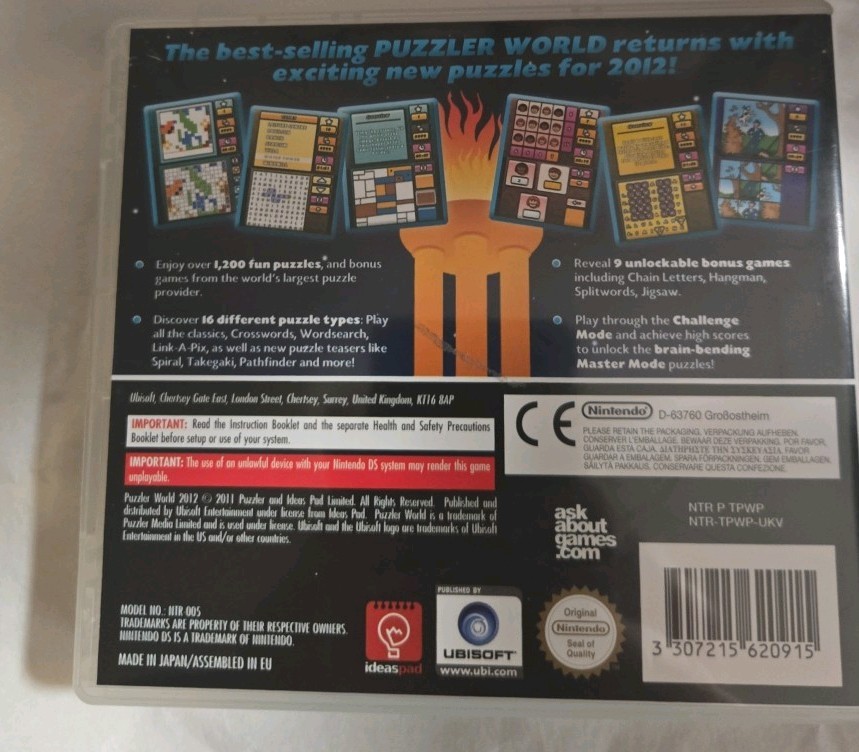 The best-selling PUZZLER WORLD returns with
exciting new puzzles for 2012!
Enjoy over 1,200 fun puzzles, and bonus
games from the world's largest puzzle
provider.
Discover 16 different puzzle types: Play
all the classics, Crosswords, Wordsearch,
Link-A-Pix, as well as new puzzle teasers like
Spiral, Takegaki, Pathfinder and more!
Reveal 9 unlockable bonus games
including Chain Letters, Hangman,
Splitwords, Jigsaw.
Play through the Challenge
Mode and achieve high scores
to unlock the brain-bending
Master Mode puzzles!
Ubisoft, Chertsey Gate East, London Street, Chertsey, Surrey, United Kingdom, KT16 8AP
IMPORTANT: Read the Instruction Booklet and the separate Health and Safety Precautions
Booklet before setup or use of your system.
IMPORTANT: The use of an unlawful device with your Nintendo DS system may render this game
unplayable.
Puzzler World 2012 © 2011 Puzzler and Ideas Pad Limited. All Rights Reserved. Published and
distributed by Ubisoft Entertainment under license from Ideas Pad. Puzzler World is a trademark of
Puzzler Media Limited and is used under license. Ubisoft and the Ubisoft logo are trademarks of Ubisoft
Entertainment in the US and/or other countries.
CE
Nintendo D-63760 Großostheim
PLEASE RETAIN THE PACKAGING. VERPACKUNG AUFHEBEN.
CONSERVER L'EMBALLAGE. BEWAAR DEZE VERPAKKING. POR FAVOR,
GUARDA ESTA CAJA. ΔΙΑΤΗΡΗΣΤΕ ΤΗΝ ΣΥΣΚΕΥΑΣΙΑ. FAVOR
GUARDAR A EMBALAGEM. SPARA FÖRPACKNINGEN. GEM EMBALLAGEN.
SÄILYTÄ PAKKAUS. CONSERVARE QUESTA CONFEZIONE.
ask
about
games
.com
NTR P TPWP
NTR-TPWP-UKV
MODEL NO.: NTR 005
TRADEMARKS ARE PROPERTY OF THEIR RESPECTIVE OWNERS.
NINTENDO DS IS A TRADEMARK OF NINTENDO.
MADE IN JAPAN/ASSEMBLED IN EU
ideaspad
PUBLISHED BY
UBISOFT
www.ubi.com
Original
Nintendo
Seal of
Quality
3 307215 620915